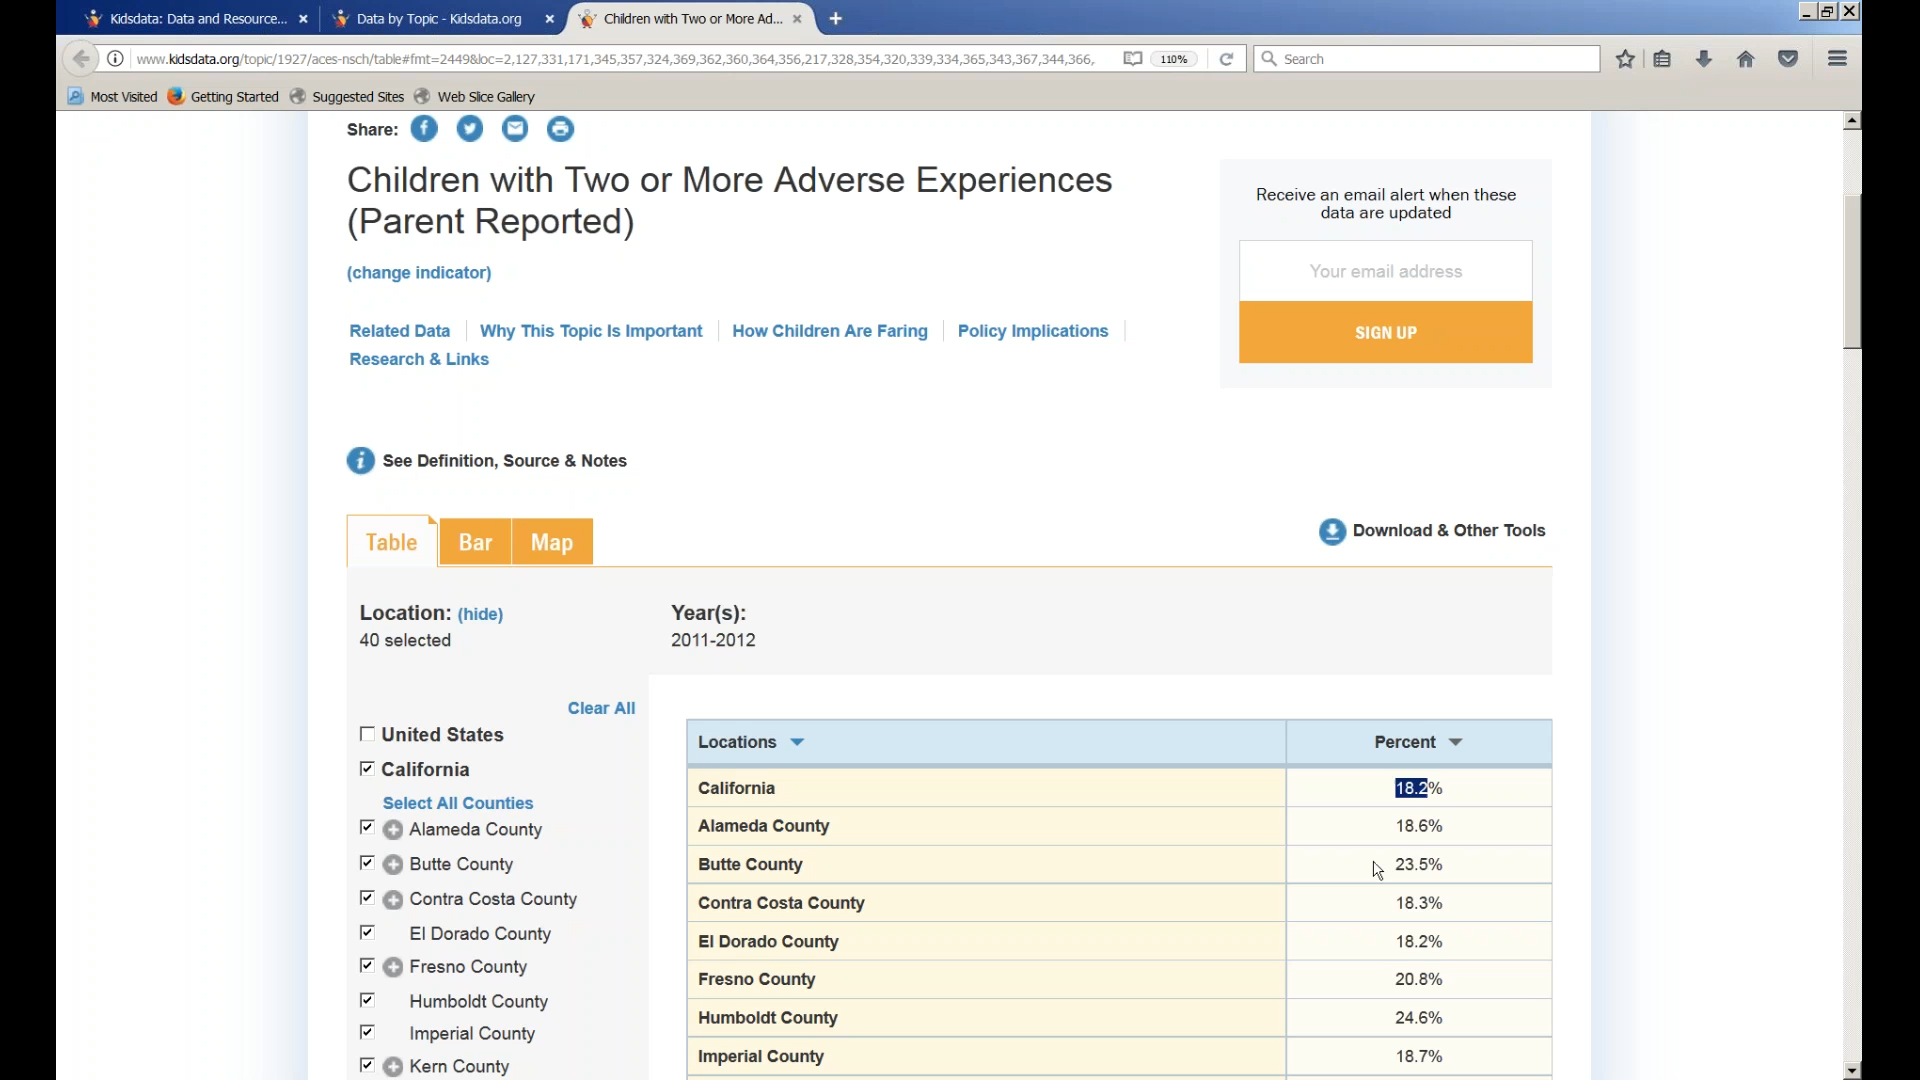 Kidsdata: Data and Resource...
Data by Topic - Kidsdata.org
Children with Two or More Ad...
www.kidsdata.org/topic/1927/aces-nsch/table#fmt=2449&loc=2,127,331,171,345,357,324,369,362,360,364,356,217,328,354,320,339,334,365,343,367,344,366,
110%
Search
Most Visited
Getting Started
Suggested Sites
Web Slice Gallery
Share:
Children with Two or More Adverse Experiences
(Parent Reported)
(change indicator)
Related Data
Why This Topic Is Important
How Children Are Faring
Policy Implications
Research & Links
Receive an email alert when these
data are updated
Your email address
SIGN UP
See Definition, Source & Notes
Table
Bar
Map
Download & Other Tools
Location: (hide)
40 selected
Year(s):
2011-2012
Clear All
United States
California
Select All Counties
Alameda County
Butte County
Contra Costa County
El Dorado County
Fresno County
Humboldt County
Imperial County
Kern County
Locations Percent
California 18.2%
Alameda County 18.6%
Butte County 23.5%
Contra Costa County 18.3%
El Dorado County 18.2%
Fresno County 20.8%
Humboldt County 24.6%
Imperial County 18.7%